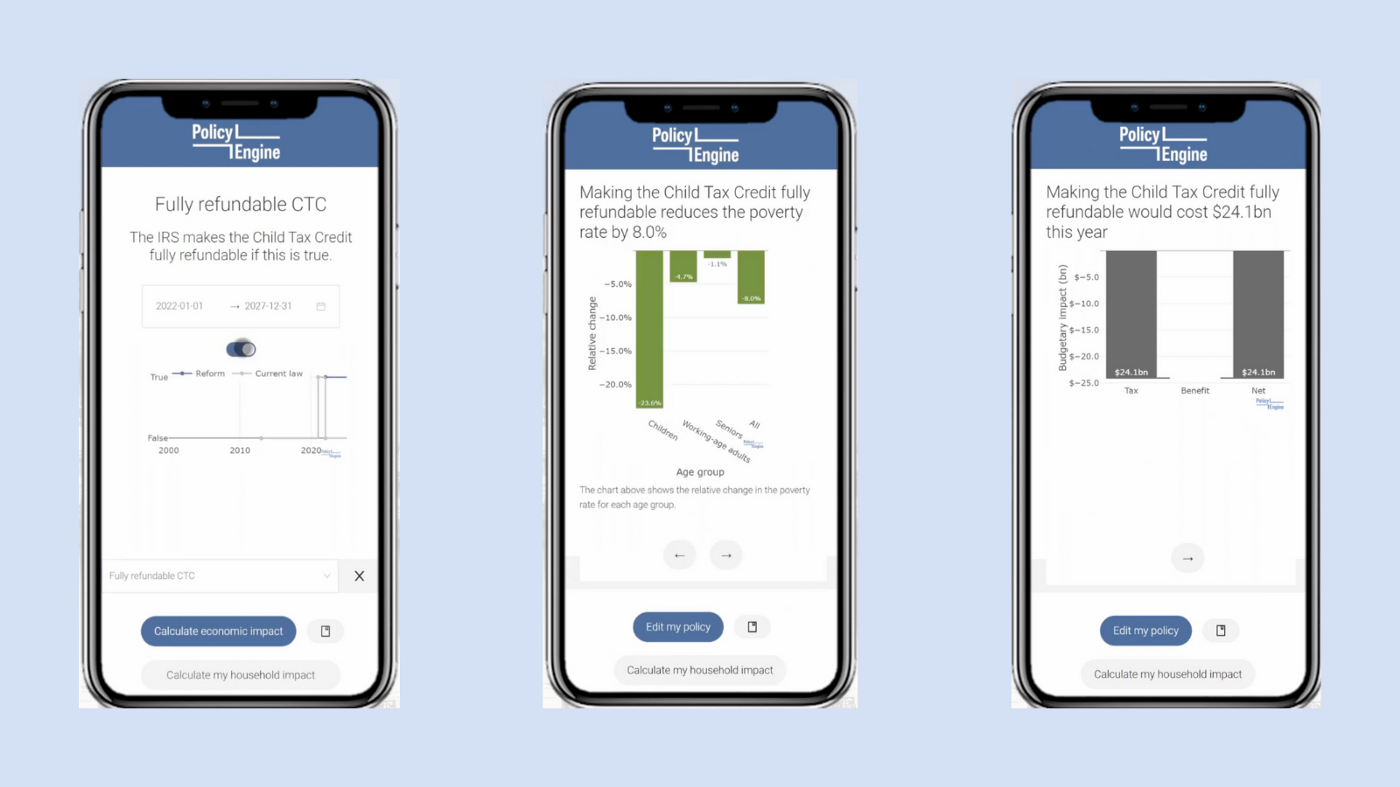 Policy
Engine
Fully refundable CTC
The IRS makes the Child Tax Credit
fully refundable if this is true.
2022-01-01 → 2027-12-31
True
Reform
Current law
False
2000
2010
2020
Policy
Engine
Fully refundable CTC
X
Calculate economic impact
Calculate my household impact
Policy
Engine
Making the Child Tax Credit fully
refundable reduces the poverty
rate by 8.0%
Relative change
−5.0%
−10.0%
−15.0%
−20.0%
-23.6%
-4.7%
-1.1%
-8.0%
Children
Working-age adults
Seniors
All
Policy
Engine
Age group
The chart above shows the relative change in the poverty
rate for each age group.
← →
Edit my policy
Calculate my household impact
Policy
Engine
Making the Child Tax Credit fully
refundable would cost $24.1bn
this year
Budgetary impact (bn)
$−5.0
$−10.0
$−15.0
$−20.0
$−25.0
$24.1bn
$24.1bn
Tax
Benefit
Net
Policy
Engine
→
Edit my policy
Calculate my household impact